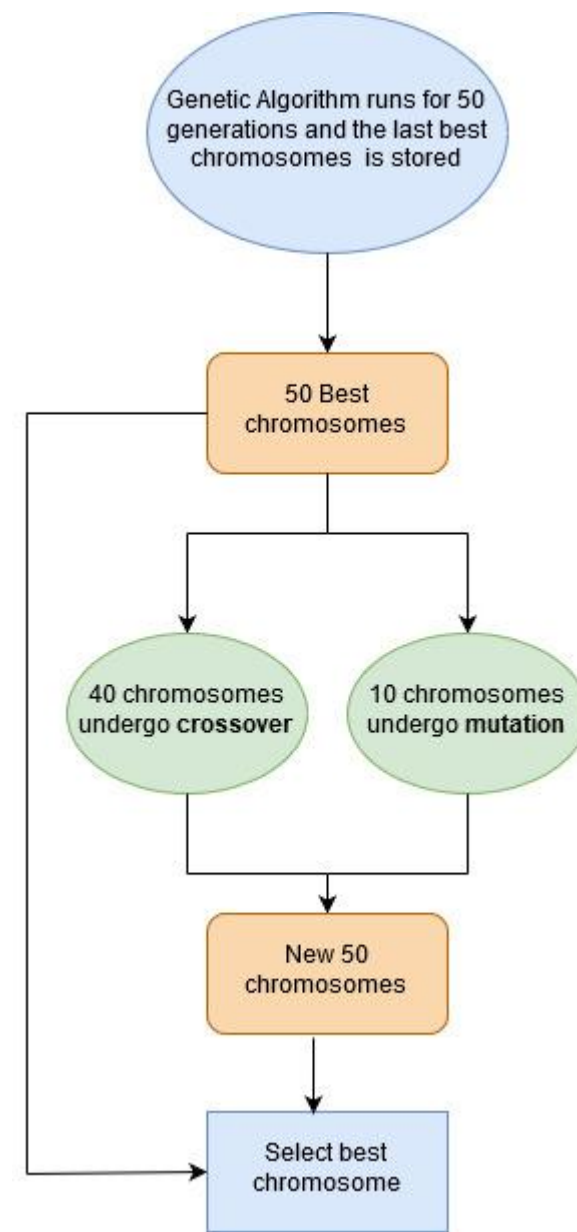 Genetic Algorithm runs for 50
generations and the last best
chromosomes is stored
50 Best
chromosomes
40 chromosomes
undergo crossover
10 chromosomes
undergo mutation
New 50
chromosomes
Select best
chromosome